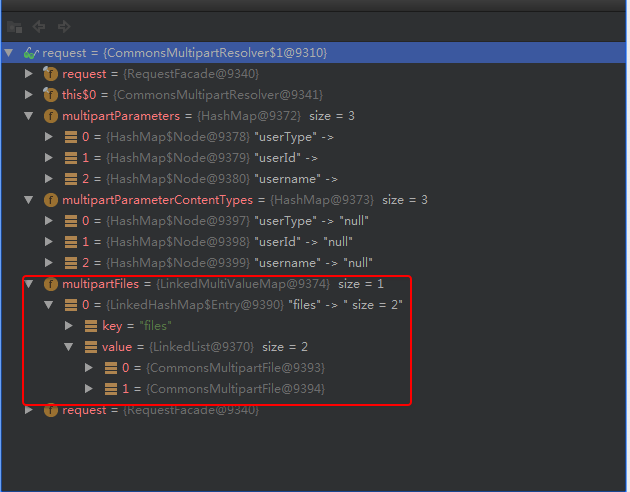 request = {CommonsMultipartResolver$1@9310}
request = {RequestFacade@9340}
this$0 = {CommonsMultipartResolver@9341}
multipartParameters = {HashMap@9372} size = 3
0 = {HashMap$Node@9378} "userType" ->
1 = {HashMap$Node@9379} "userId" ->
2 = {HashMap$Node@9380} "username" ->
multipartParameterContentTypes = {HashMap@9373} size = 3
0 = {HashMap$Node@9397} "userType" -> "null"
1 = {HashMap$Node@9398} "userId" -> "null"
2 = {HashMap$Node@9399} "username" -> "null"
multipartFiles = {LinkedMultiValueMap@9374} size = 1
0 = {LinkedHashMap$Entry@9390} "files" -> " size = 2"
key = "files"
value = {LinkedList@9370} size = 2
0 = {CommonsMultipartFile@9393}
1 = {CommonsMultipartFile@9394}
request = {RequestFacade@9340}